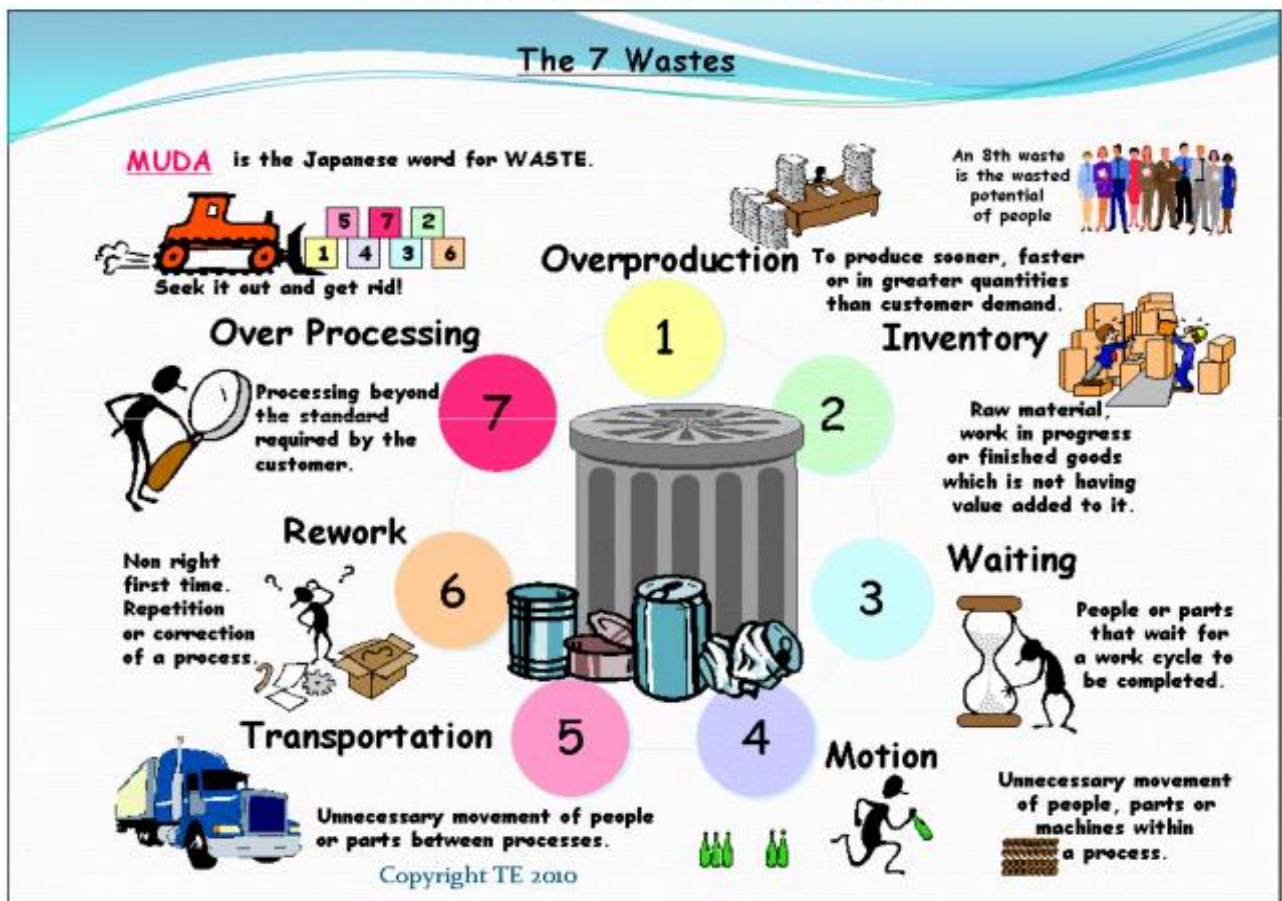 The 7 Wastes
MUDA is the Japanese word for WASTE.
5 7 2
1 4 3 6
Seek it out and get rid!
An 8th waste
is the wasted
potential
of people
Overproduction
1
To produce sooner, faster
or in greater quantities
than customer demand.
Inventory
2
Raw material,
work in progress
or finished goods
which is not having
value added to it.
Waiting
3
People or parts
that wait for
a work cycle to
be completed.
Motion
4
Unnecessary movement
of people, parts or
machines within
a process.
Transportation
5
Unnecessary movement of people
or parts between processes.
Rework
6
Non right
first time.
Repetition
or correction
of a process.
? ?
Over Processing
7
Processing beyond
the standard
required by the
customer.
Copyright TE 2010